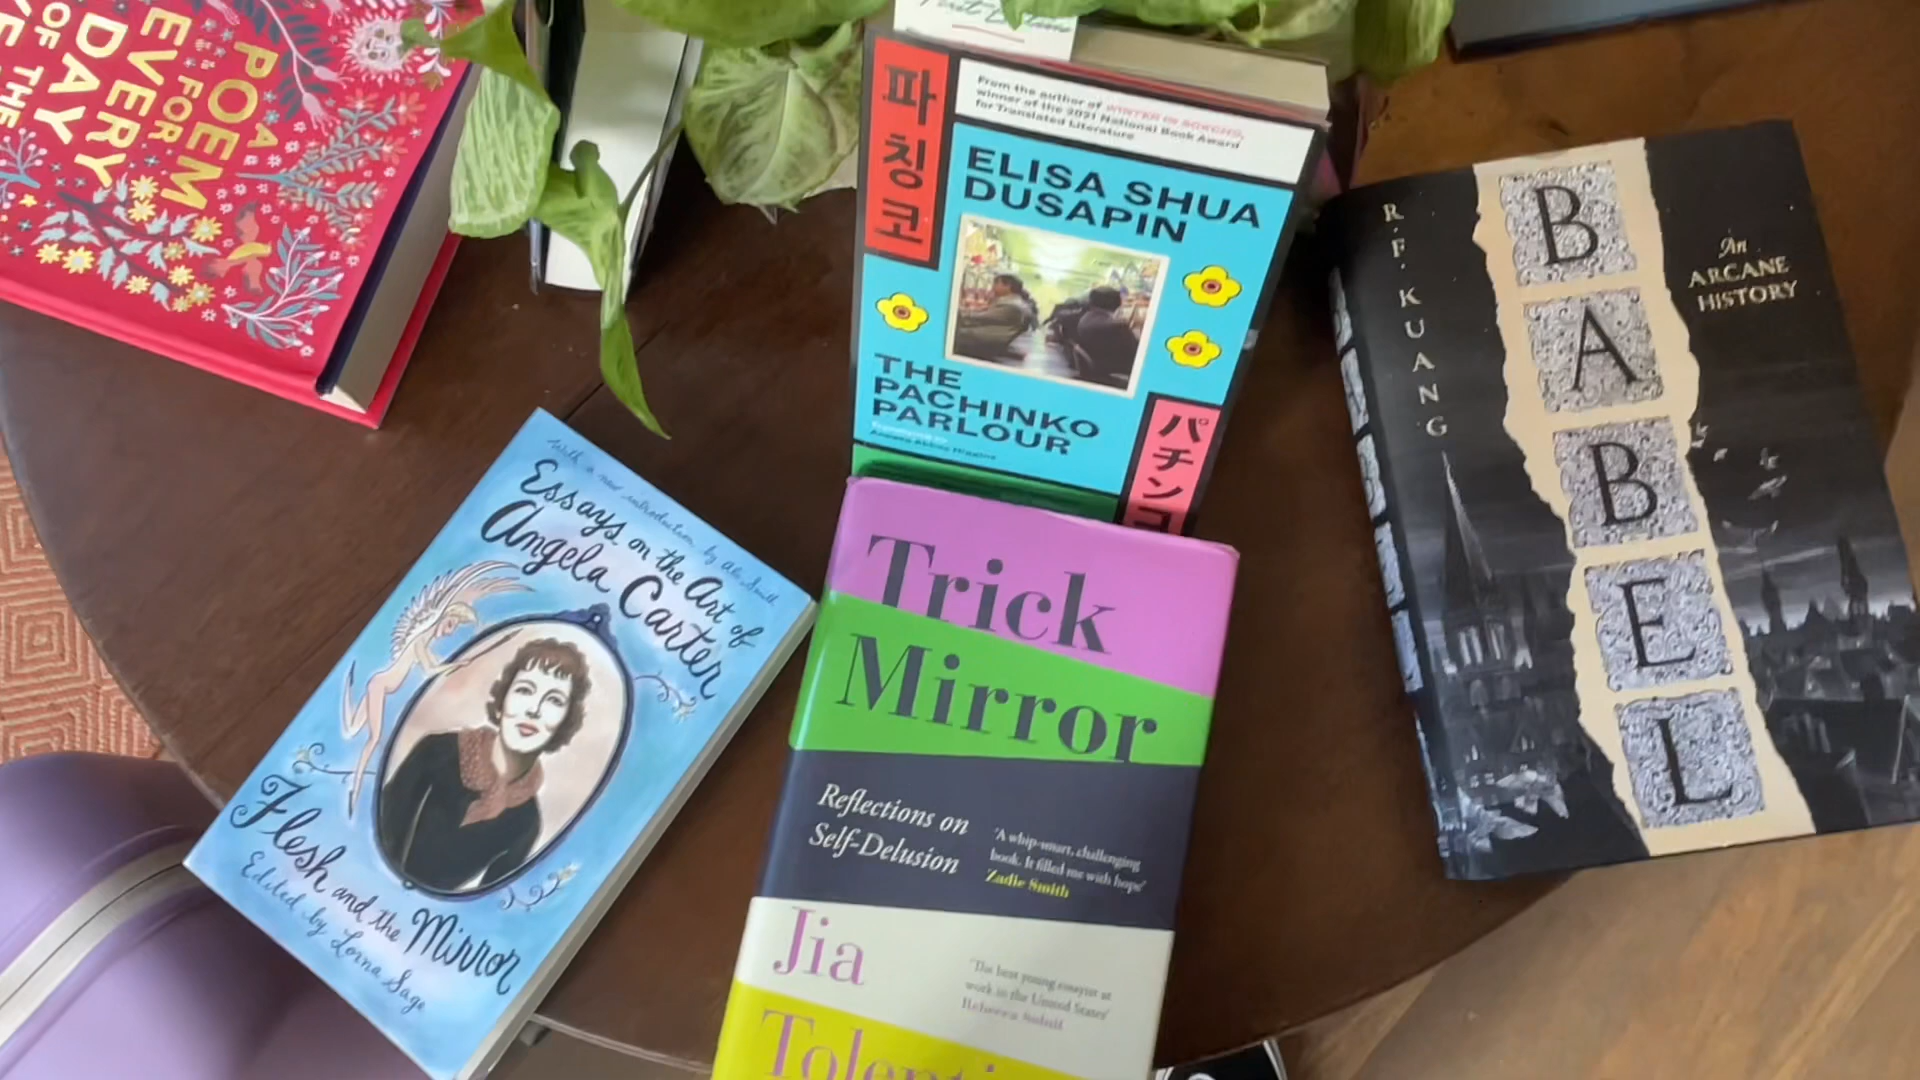 A
POEM
FOR
EVERY
DAY
OF THE
파칭코
From the author of WINTER IN SOKCHO,
winner of the 2021 National Book Award
for Translated Literature
ELISA SHUA
DUSAPIN
THE
PACHINKO
PARLOUR
パチンコ
R.F. KUANG
BABEL
An
ARCANE
HISTORY
With a new introduction by Ali Smith
Essays on the Art of
Angela Carter
Flesh and the Mirror
Edited by Lorna Sage
Trick
Mirror
Reflections on
Self-Delusion
'A whip-smart, challenging
book. It filled me with hope'
Zadie Smith
Jia
'The best young essayist at
work in the United States'
Rebecca Solnit
Tolenti